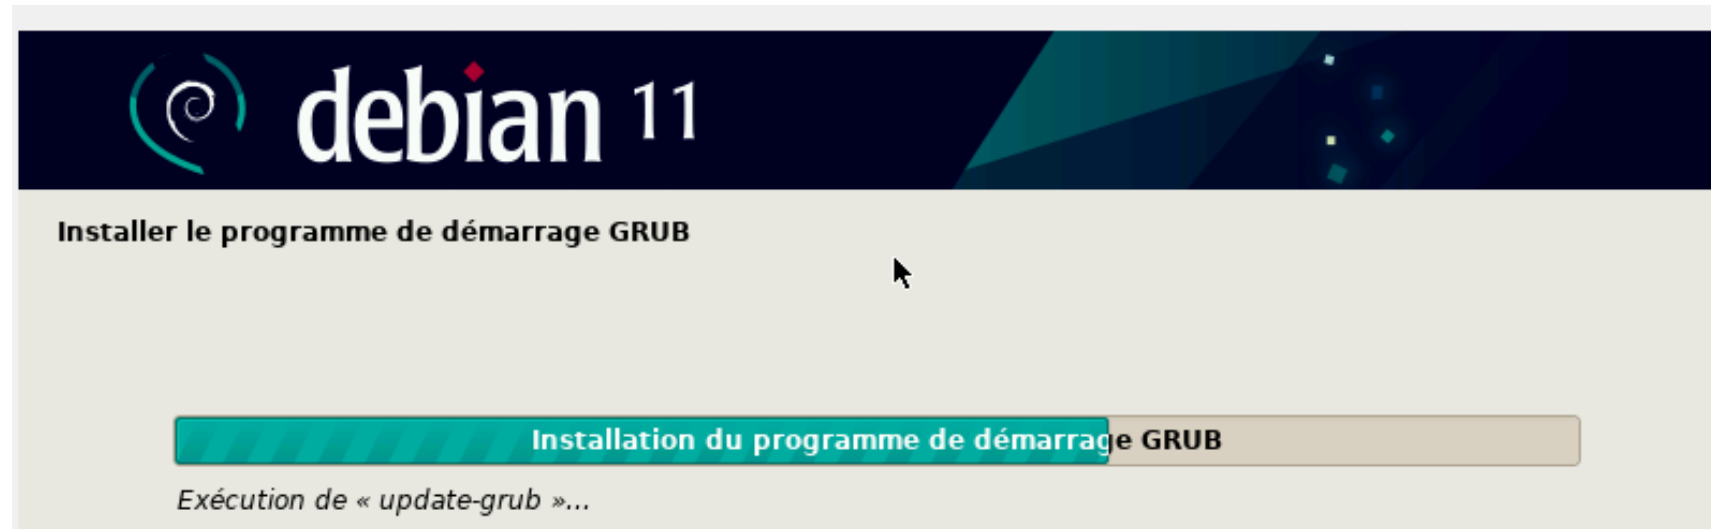 debian 11
Installer le programme de démarrage GRUB
Installation du programme de démarrage GRUB
Exécution de « update-grub »...